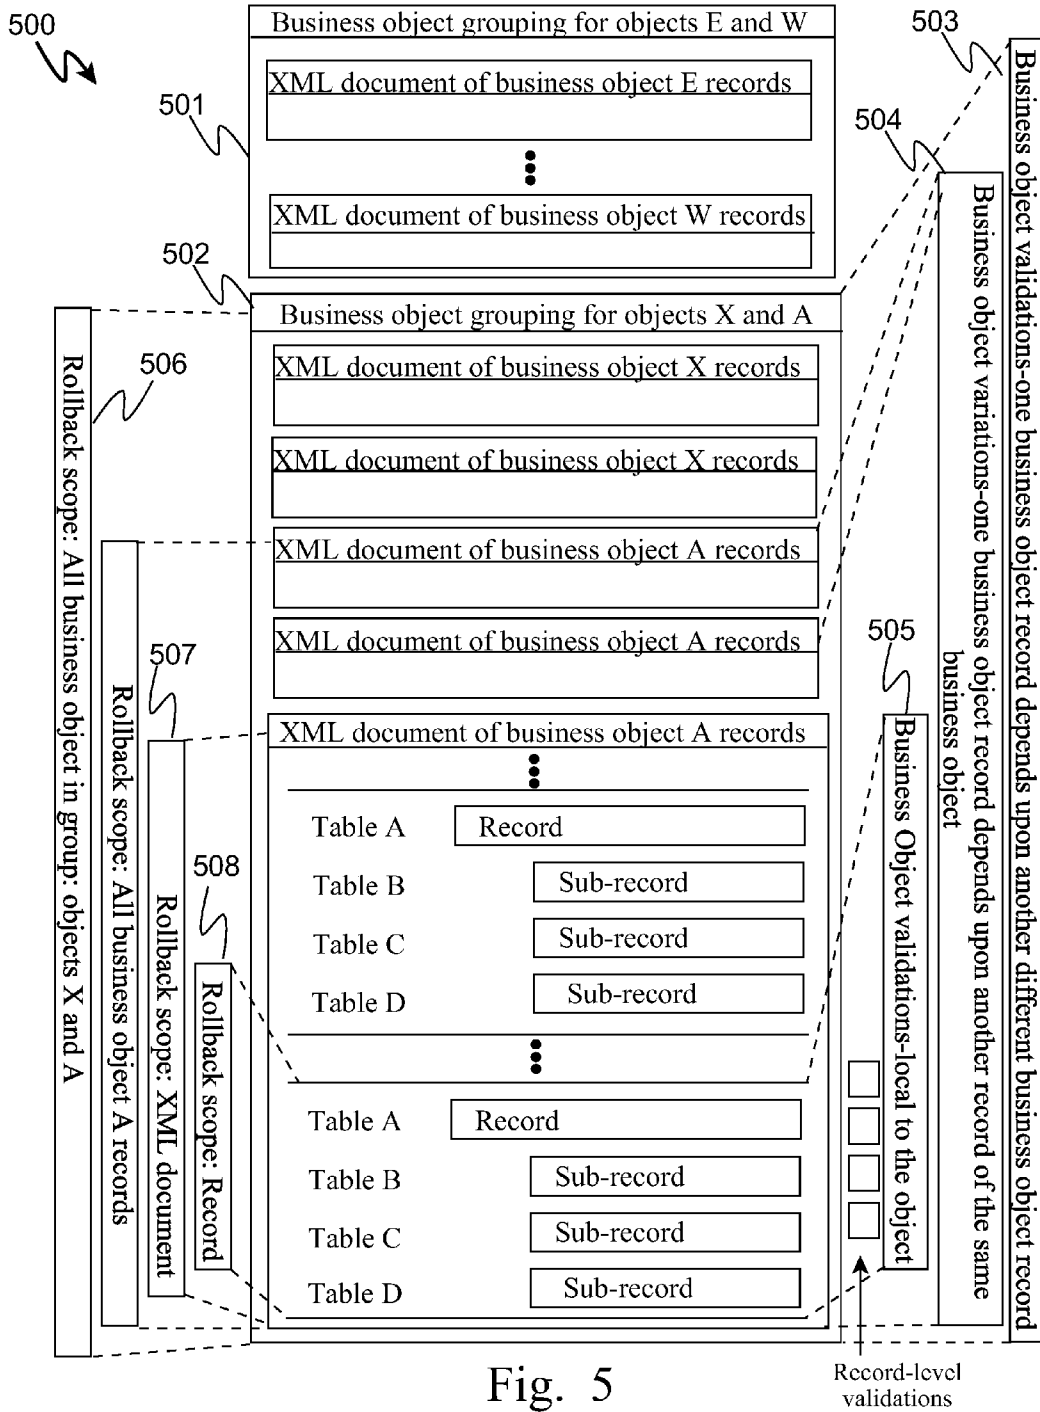 500
Business object grouping for objects E and W
503
XML document of business object E records
501
504
XML document of business object W records
502
Business object grouping for objects X and A
XML document of business object X records
506
XML document of business object X records
XML document of business object A records
XML document of business object A records
505
507
XML document of business object A records
Table A
Record
Table B
Sub-record
508
Table C
Sub-record
Table D
Sub-record
Table A
Record
Table B
Sub-record
Table C
Sub-record
Table D
Sub-record
Rollback scope: All business object in group: objects X and A
Rollback scope: All business object A records
Rollback scope: XML document
Rollback scope: Record
Business Object validations-local to the object
Business object variations-one business object record depends upon another record of the same
business object
Business object validations-one business object record depends upon another different business object record
Record-level
validations
Fig. 5